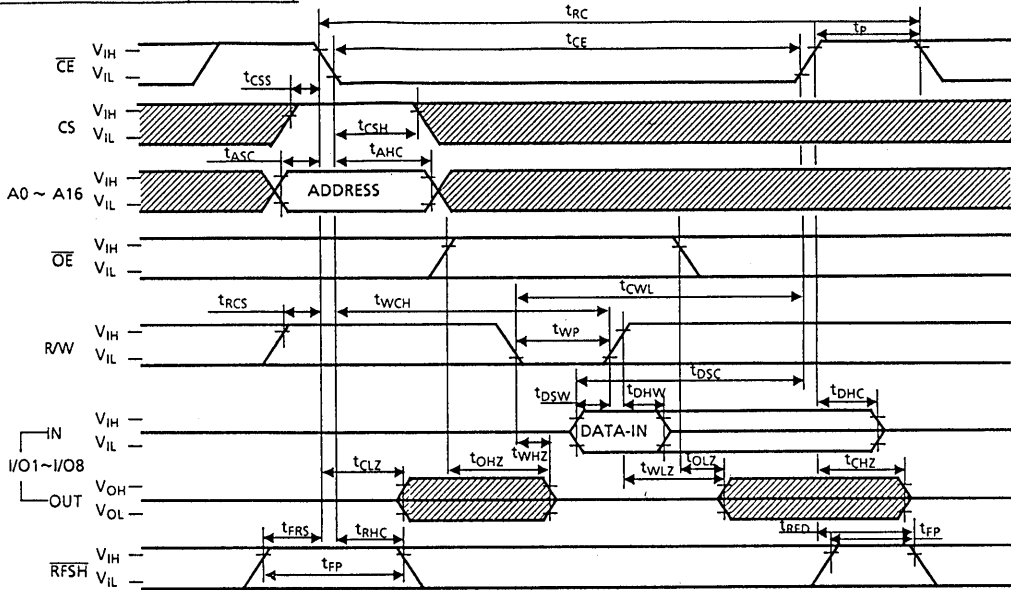 tRC
tCE
tP
CE VIH
VIL
tCSS
CS VIH
VIL
tCSH
tASC
tAHC
A0 ~ A16 VIH
VIL
ADDRESS
OE VIH
VIL
tCWL
tRCS
tWCH
R/W VIH
VIL
tWP
tDSC
tDSW
tDHW
tDHC
I/O1~I/O8
IN VIH
VIL
DATA-IN
tWHZ
tCLZ
tOHZ
tWLZ
tOLZ
tCHZ
OUT VOH
VOL
tFRS
tRHC
tRFD
tFP
RFSH VIH
VIL
tFP